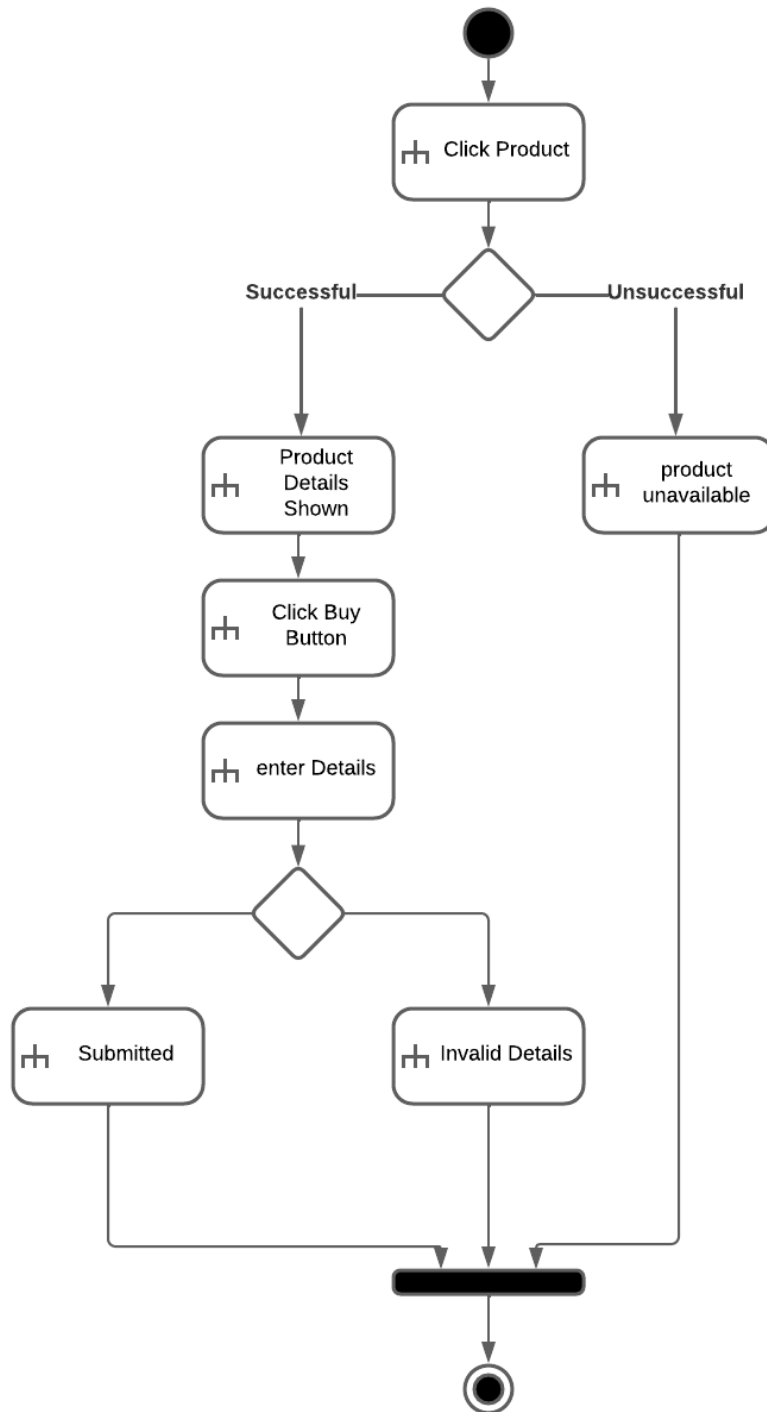 Click Product
Successful
Unsuccessful
Product
Details
Shown
product
unavailable
Click Buy
Button
enter Details
Submitted
Invalid Details